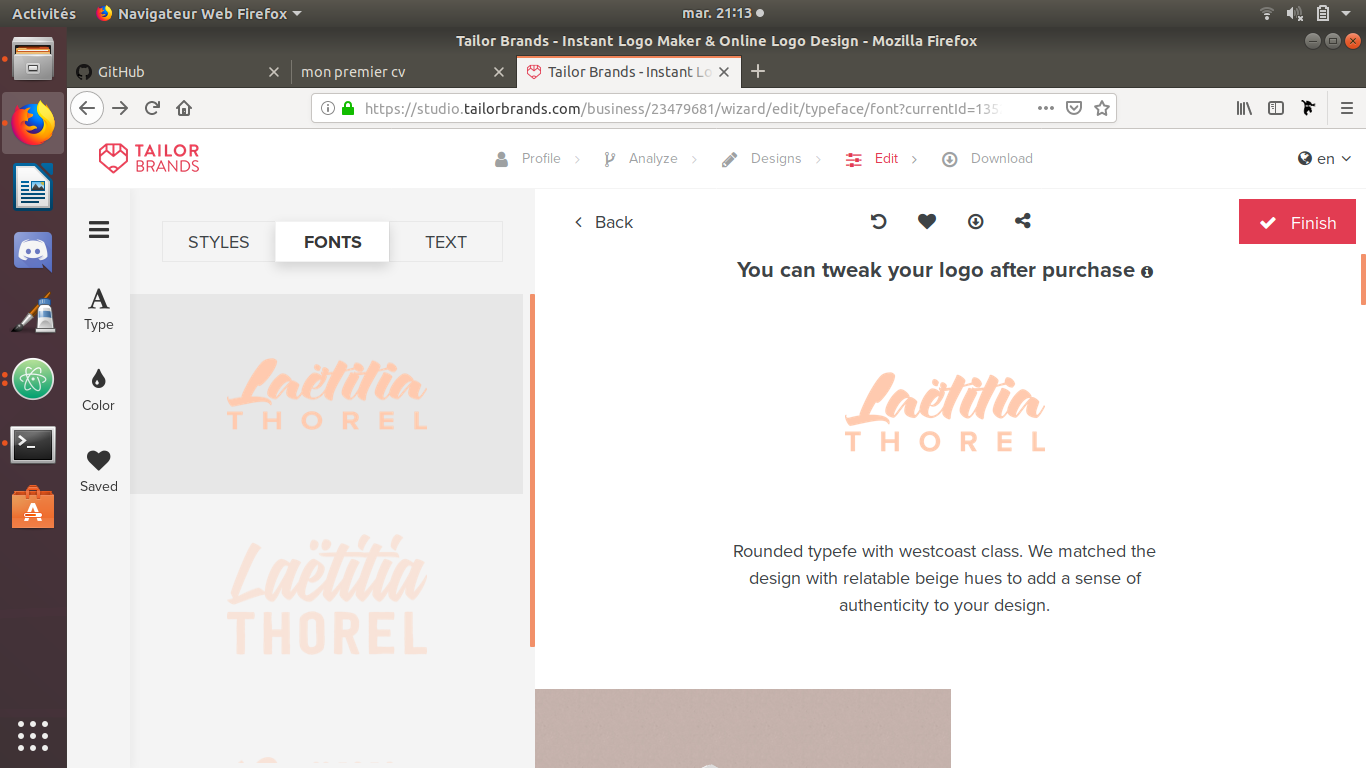 Activités Navigateur Web Firefox mar. 21:13
Tailor Brands - Instant Logo Maker & Online Logo Design - Mozilla Firefox
GitHub mon premier cv Tailor Brands - Instant Lo
https://studio.tailorbrands.com/business/23479681/wizard/edit/typeface/font?currentId=135
TAILOR
BRANDS
Profile Analyze Designs Edit Download en
STYLES FONTS TEXT
Back
Finish
You can tweak your logo after purchase
Type
Color
Saved
Laëtitia
THOREL
Laëtitia
THOREL
Laëtitia
THOREL
Rounded typefe with westcoast class. We matched the
design with relatable beige hues to add a sense of
authenticity to your design.